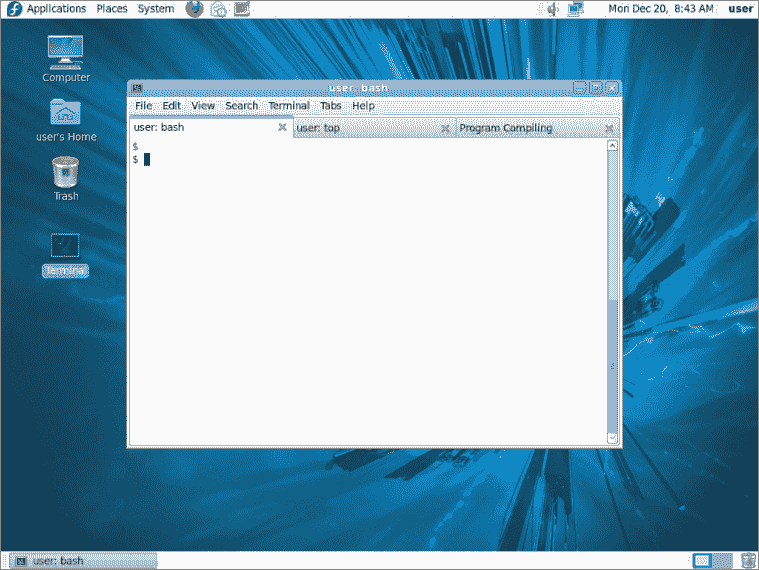 Applications Places System Mon Dec 20, 8:43 AM user
Computer
user's Home
Trash
Terminal
user: bash
File Edit View Search Terminal Tabs Help
user: bash user: top Program Compiling
$
$
user: bash